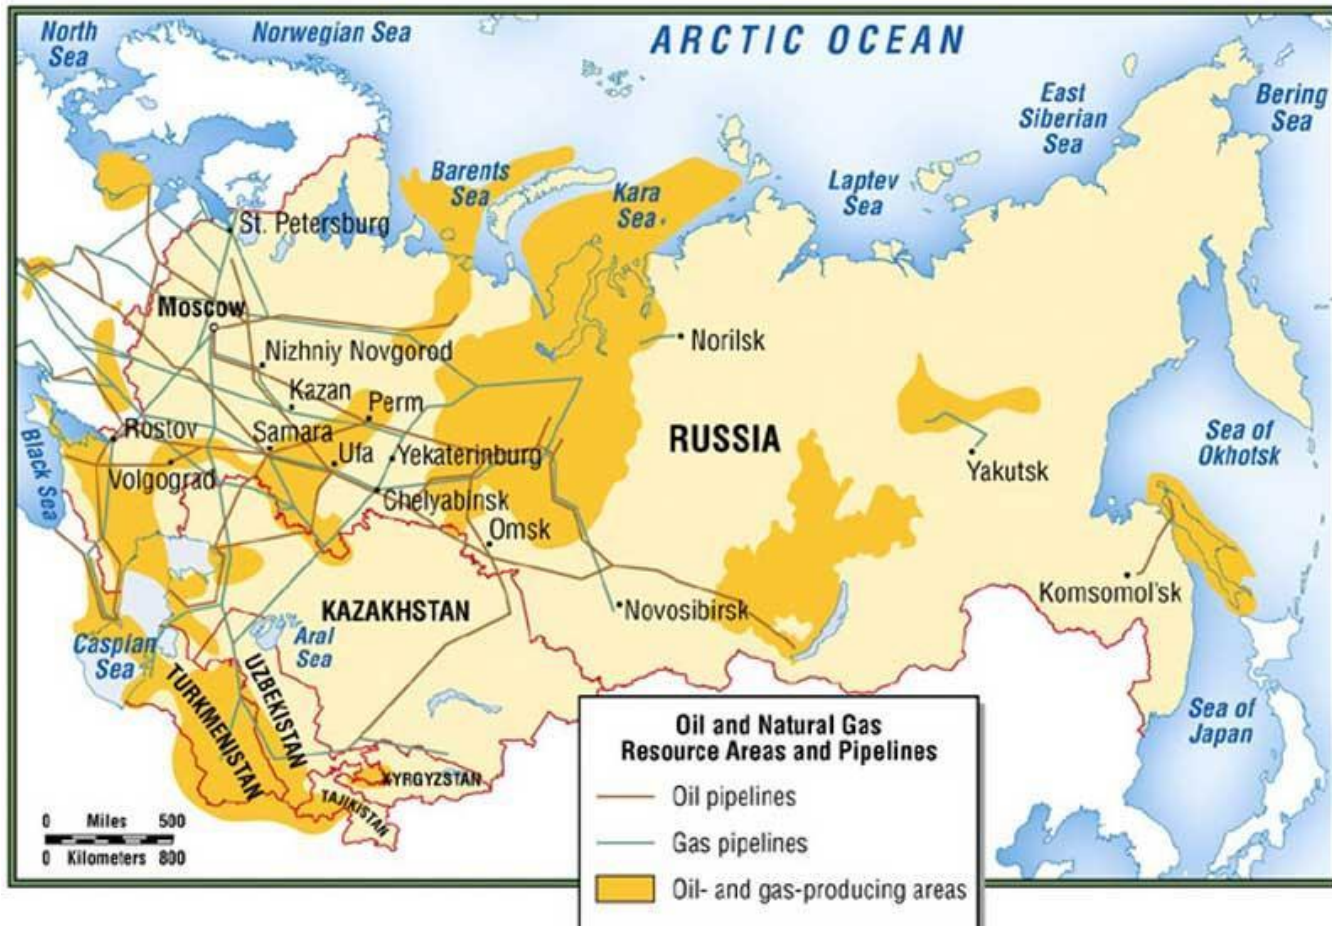 North
Sea
Norwegian Sea
ARCTIC OCEAN
East
Siberian
Sea
Bering
Sea
Barents
Sea
Kara
Sea
Laptev
Sea
St. Petersburg
Moscow
Nizhniy Novgorod
Norilsk
Kazan
Perm
RUSSIA
Rostov
Samara
Ufa
Yekaterinburg
Yakutsk
Sea of
Okhotsk
Black Sea
Volgograd
Chelyabinsk
Omsk
Komsomol'sk
KAZAKHSTAN
Novosibirsk
Caspian
Sea
Aral
Sea
TURKMENISTAN
UZBEKISTAN
KYRGYZSTAN
TAJIKISTAN
Sea of
Japan
0 Miles 500
0 Kilometers 800
Oil and Natural Gas
Resource Areas and Pipelines
Oil pipelines
Gas pipelines
Oil- and gas-producing areas